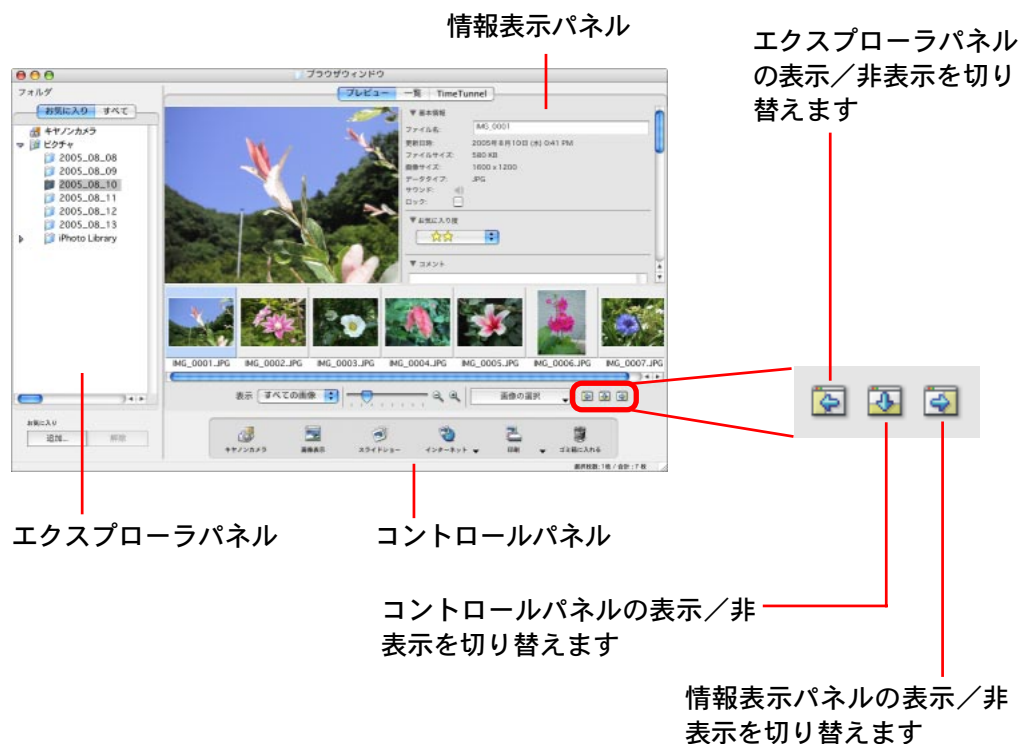 情報表示パネル
エクスプローラパネル
の表示／非表示を切り
替えます
ブラウザウィンドウ
フォルダ
プレビュー 一覧 TimeTunnel
お気に入り すべて
キヤノンカメラ
ピクチャ
2005_08_08
2005_08_09
2005_08_10
2005_08_11
2005_08_12
2005_08_13
iPhoto Library
▼ 基本情報
ファイル名: IMG_0001
更新日時: 2005年 8月10日 (水) 0:41 PM
ファイルサイズ: 580 KB
画像サイズ: 1600 x 1200
データタイプ: JPG
サウンド:
ロック:
▼ お気に入り度
▼ コメント
IMG_0001.JPG IMG_0002.JPG IMG_0003.JPG IMG_0004.JPG IMG_0005.JPG IMG_0006.JPG IMG_0007.JPG
表示 すべての画像 画像の選択
お気に入り
追加... 解除
キヤノンカメラ 画像表示 スライドショー インターネット 印刷 ゴミ箱に入れる
選択枚数: 1枚 / 合計 : 7 枚
エクスプローラパネル
コントロールパネル
コントロールパネルの表示／非
表示を切り替えます
情報表示パネルの表示／非
表示を切り替えます